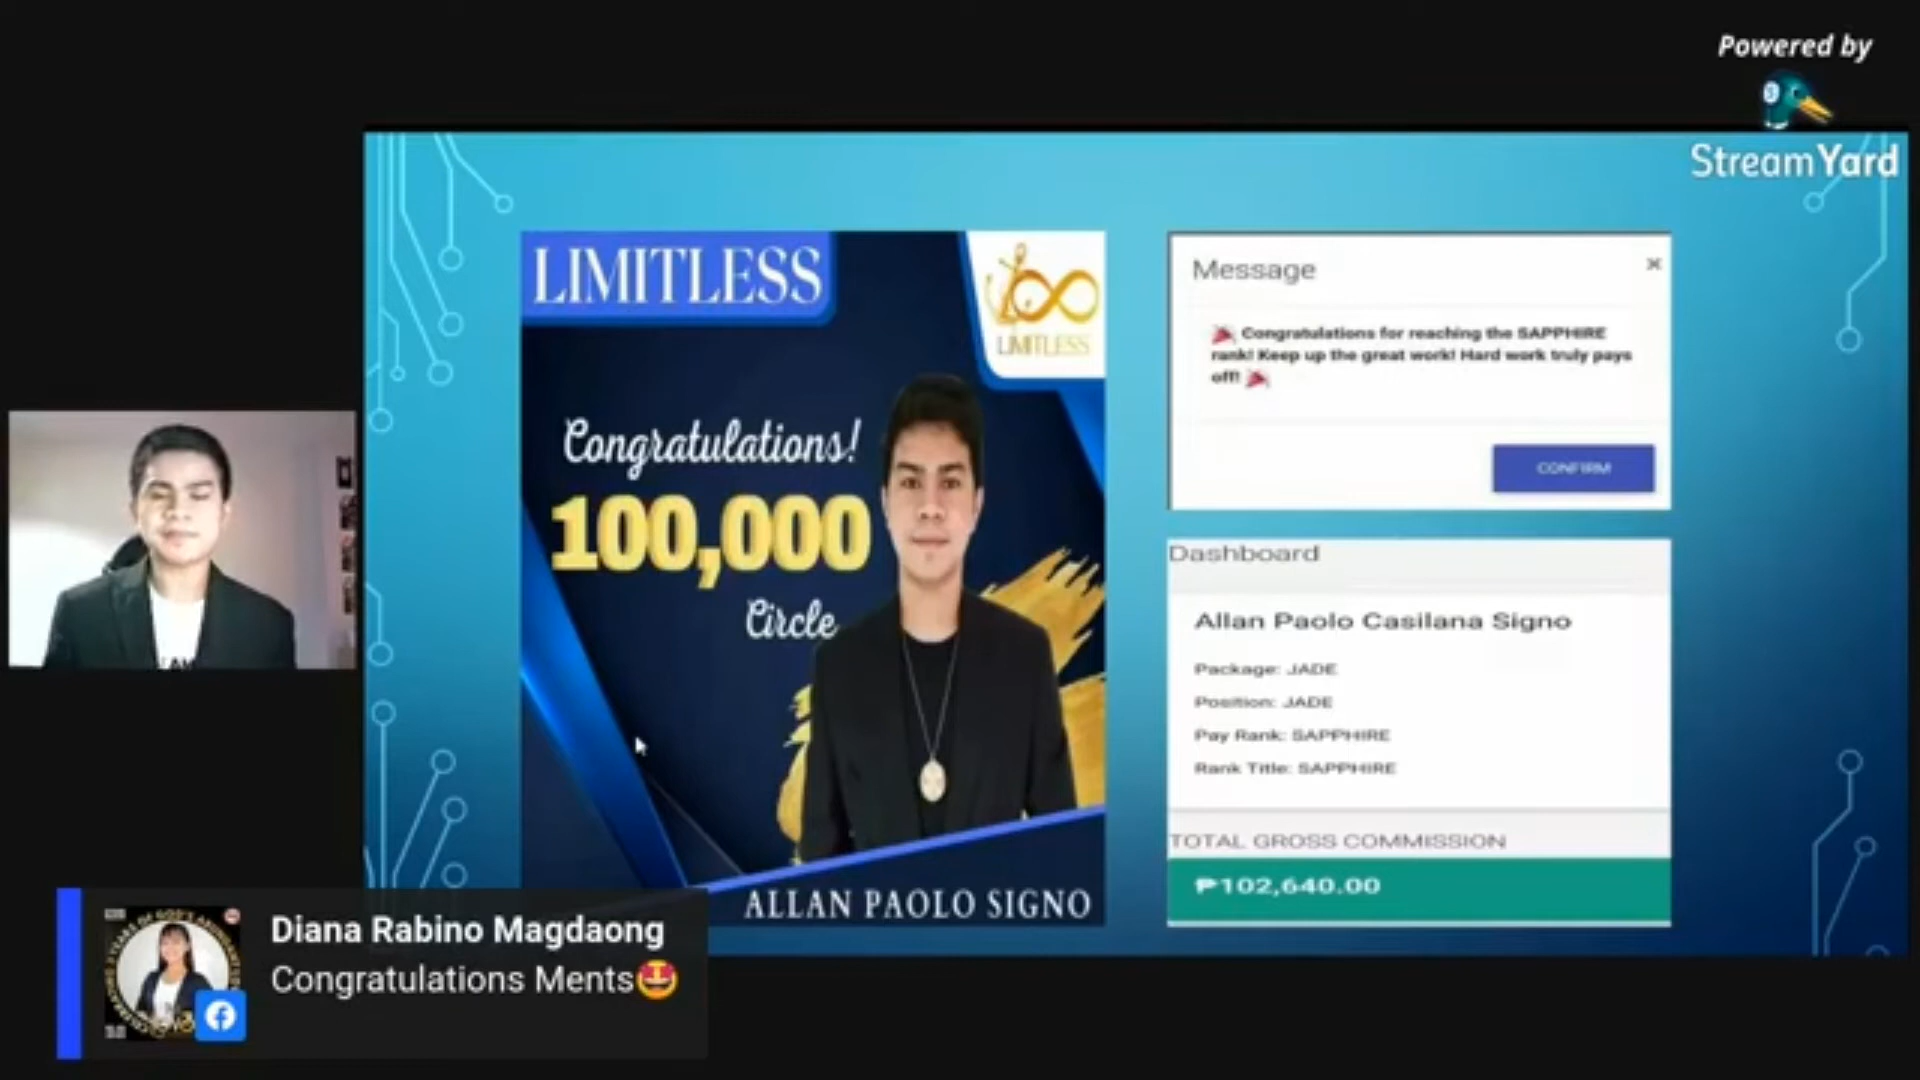 Powered by
StreamYard
LIMITLESS
LIMITLESS
Congratulations!
100,000
Circle
ALLAN PAOLO SIGNO
Message
×
🎉 Congratulations for reaching the SAPPHIRE
rank! Keep up the great work! Hard work truly pays
off! 🎉
CONFIRM
Dashboard
Allan Paolo Casilana Signo
Package: JADE
Position: JADE
Pay Rank: SAPPHIRE
Rank Title: SAPPHIRE
TOTAL GROSS COMMISSION
₱102,640.00
Diana Rabino Magdaong
Congratulations Ments🤩